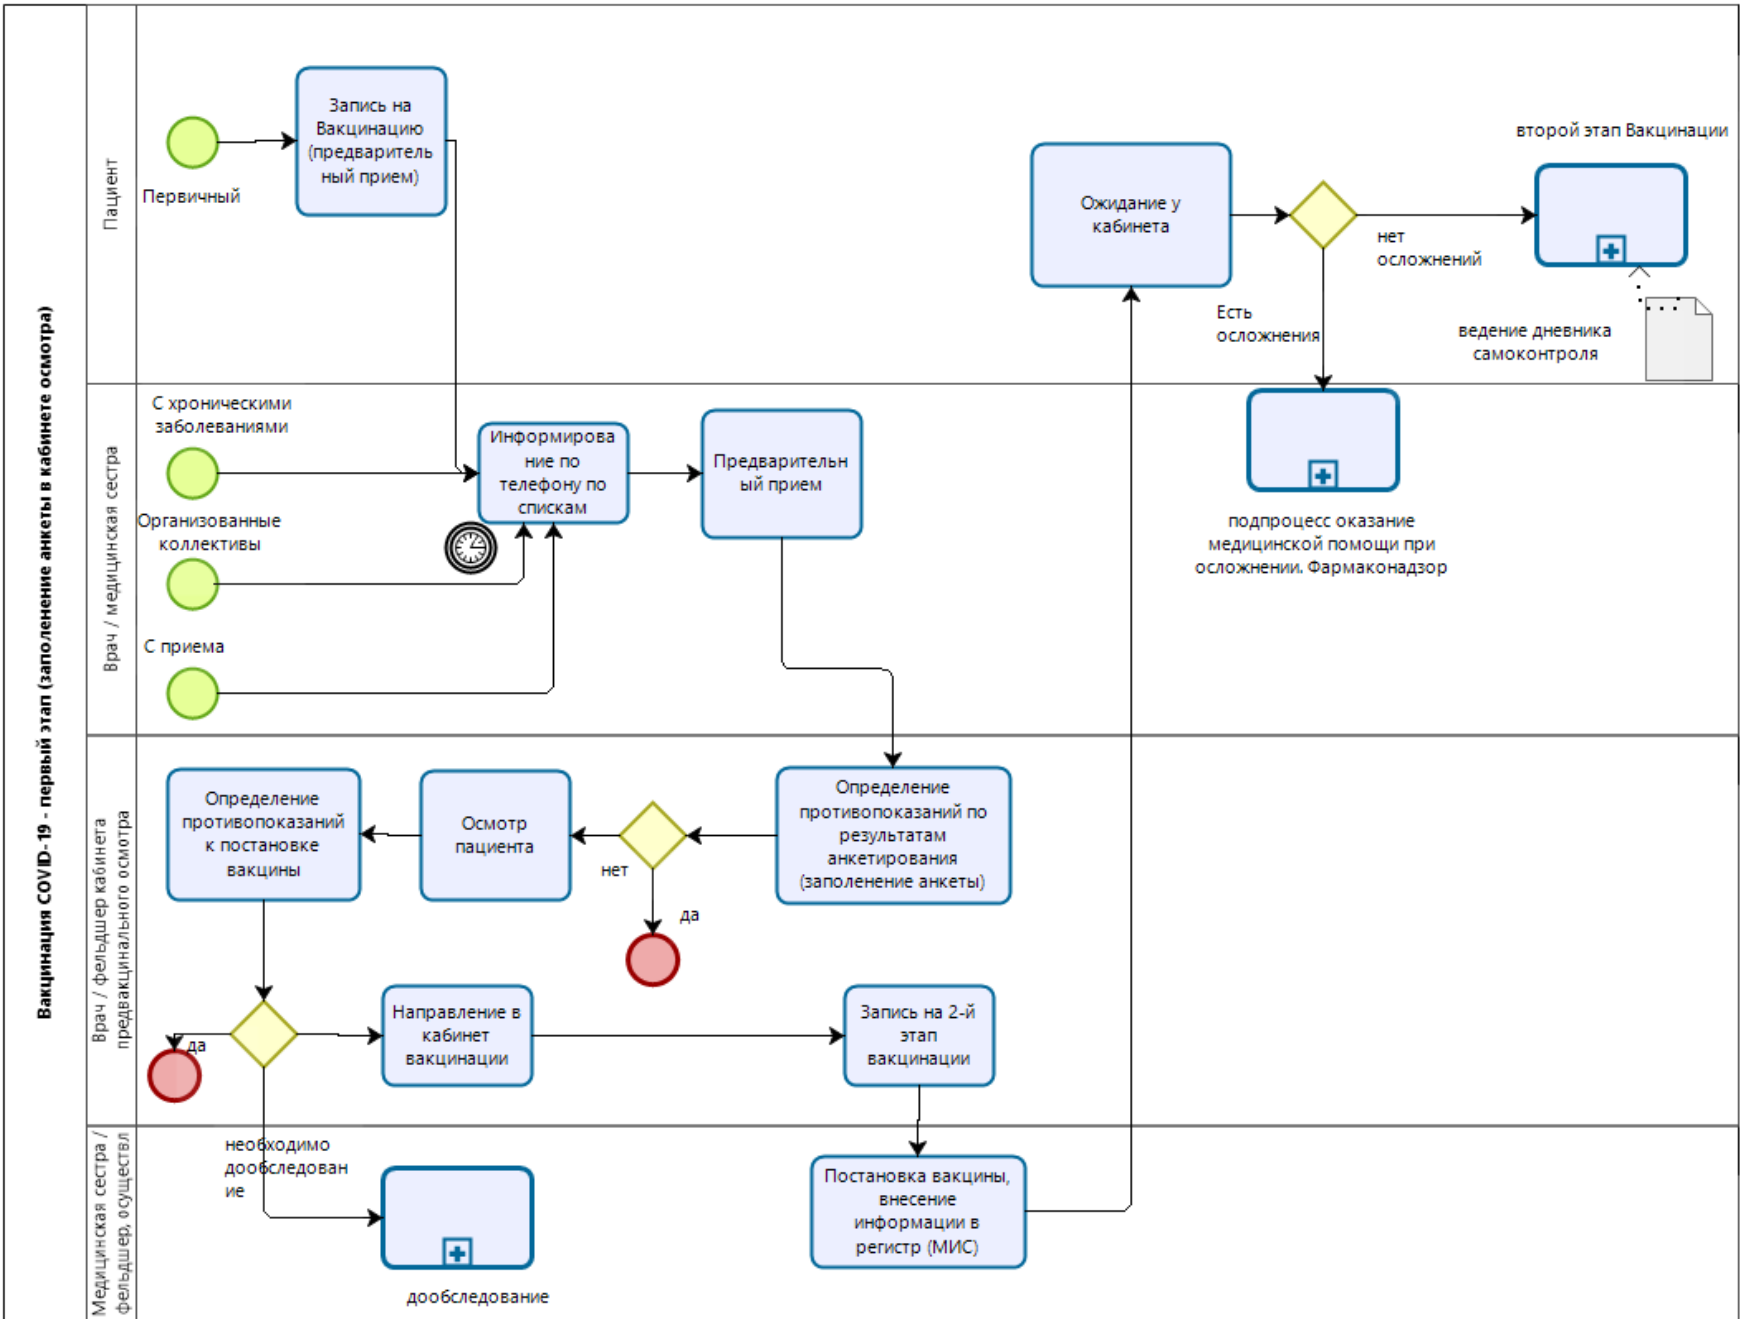 Вакцинация COVID-19 - первый этап (заполенение анкеты в кабинете осмотра)
Пациент
Первичный
Запись на
Вакцинацию
(предваритель
ный прием)
Ожидание у
кабинета
нет
осложнений
Есть
осложнения
второй этап Вакцинации
ведение дневника
самоконтроля
Врач / медицинская сестра
С хроническими
заболеваниями
Организованные
коллективы
С приема
Информирова
ние по
телефону по
спискам
Предварительн
ый прием
подпроцесс оказание
медицинской помощи при
осложнении. Фармаконадзор
Врач / фельдшер кабинета
предвакцинального осмотра
Определение
противопоказаний
к постановке
вакцины
Осмотр
пациента
нет
да
Определение
противопоказаний по
результатам
анкетирования
(заполенение анкеты)
да
Направление в
кабинет
вакцинации
Запись на 2-й
этап
вакцинации
Медицинская сестра /
фельдшер, осуществл
необходимо
дообследован
ие
дообследование
Постановка вакцины,
внесение
информации в
регистр (МИС)